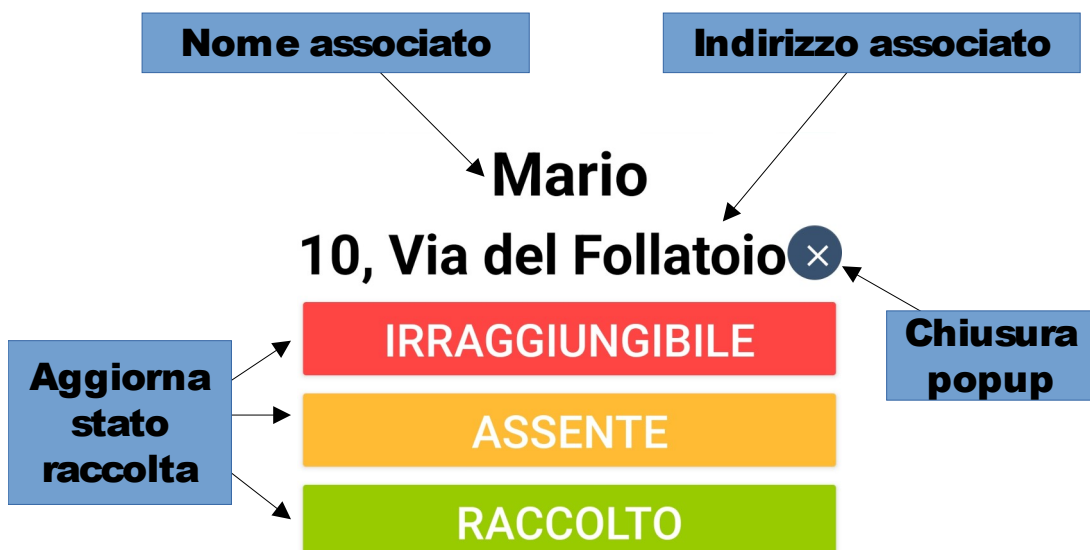 Nome associato
Indirizzo associato
Mario
10, Via del Follatoio
IRRAGGIUNGIBILE
Chiusura
popup
Aggiorna
stato
raccolta
ASSENTE
RACCOLTO